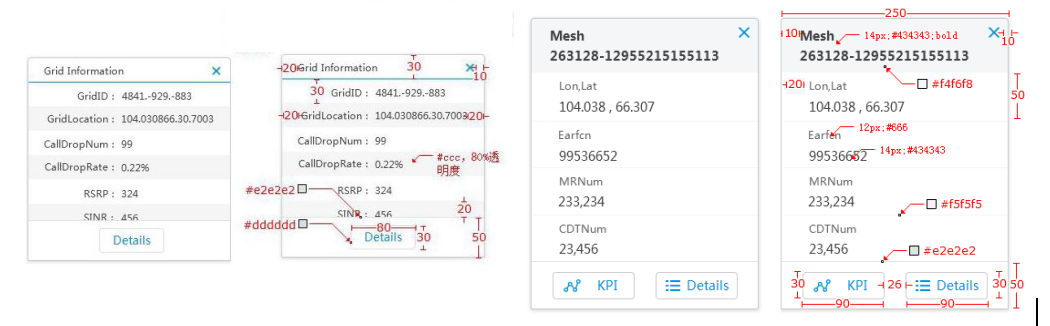 Grid Information
GridID : 4841.-929.-883
GridLocation : 104.030866.30.7003
CallDropNum : 99
CallDropRate : 0.22%
RSRP : 324
SINR : 456
Details
20
Grid Information
30
10
30
GridID : 4841.-929.-883
20
GridLocation : 104.030866.30.7003
20
CallDropNum : 99
CallDropRate : 0.22%
#ccc, 80%透
明度
#e2e2e2
RSRP : 324
SINR : 456
20
#dddddd
80
Details
30
50
Mesh
263128-12955215155113
Lon,Lat
104.038 , 66.307
Earfcn
99536652
MRNum
233,234
CDTNum
23,456
KPI
Details
250
10
Mesh
14px;#434343;bold
10
263128-12955215155113
20
Lon,Lat
#f4f6f8
50
104.038 , 66.307
Earfcn
12px;#666
99536652
14px;#434343
MRNum
233,234
#f5f5f5
CDTNum
23,456
#e2e2e2
30
KPI
26
Details
30
50
90
90